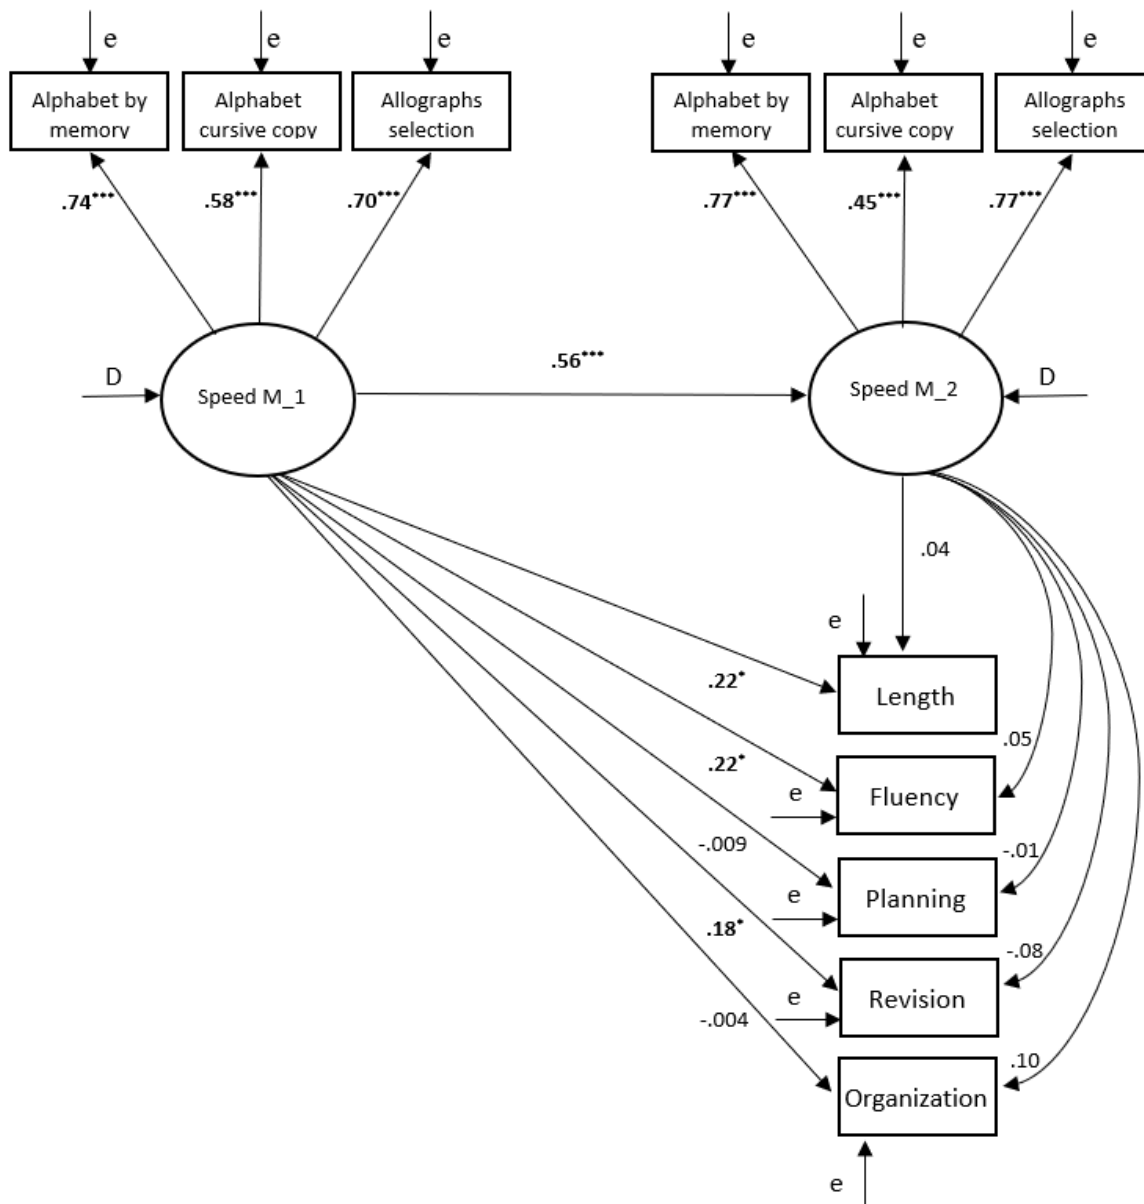 e
e
e
e
e
e
Alphabet by
memory
Alphabet
cursive copy
Allographs
selection
Alphabet by
memory
Alphabet
cursive copy
Allographs
selection
.74***
.58***
.70***
.77***
.45***
.77***
D
Speed M_1
.56***
Speed M_2
D
.04
e
.22*
Length
.05
.22*
e
Fluency
-.009
-.01
e
Planning
.18*
-.08
e
Revision
-.004
.10
Organization
e